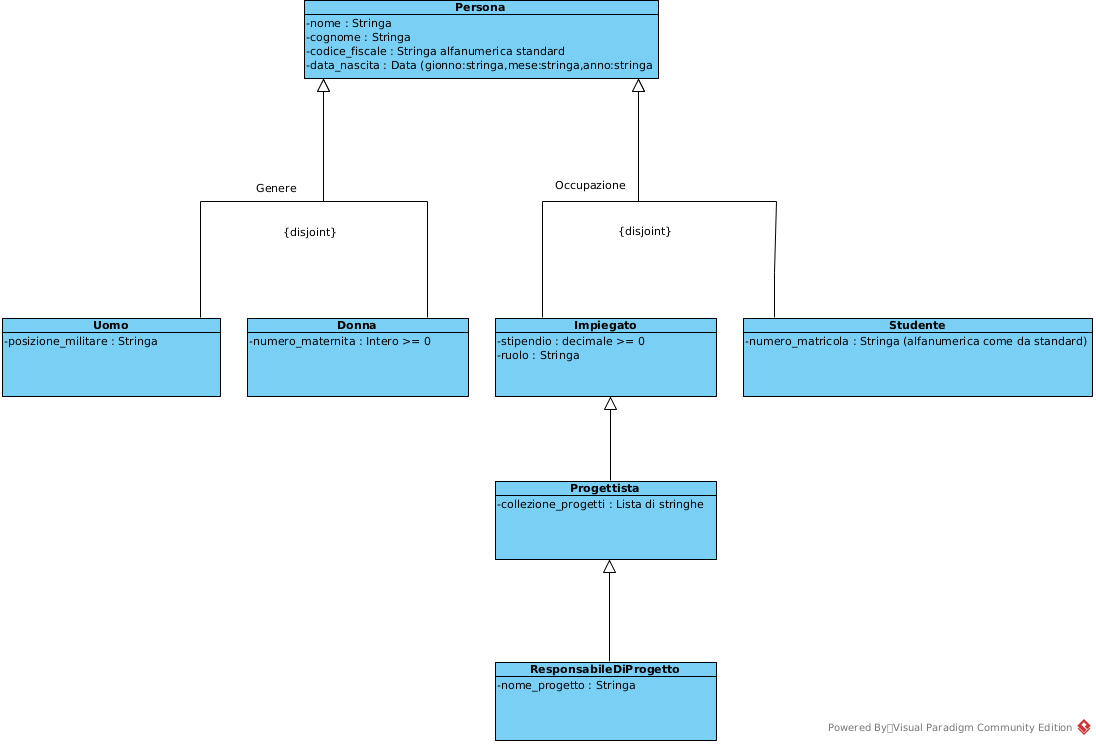 Persona
-nome : Stringa
-cognome : Stringa
-codice_fiscale : Stringa alfanumerica standard
-data_nascita : Data (gionno:stringa,mese:stringa,anno:stringa
Genere
Occupazione
{disjoint}
{disjoint}
Uomo
-posizione_militare : Stringa
Donna
-numero_maternita : Intero >= 0
Impiegato
-stipendio : decimale >= 0
-ruolo : Stringa
Studente
-numero_matricola : Stringa (alfanumerica come da standard)
Progettista
-collezione_progetti : Lista di stringhe
ResponsabileDiProgetto
-nome_progetto : Stringa
Powered By Visual Paradigm Community Edition